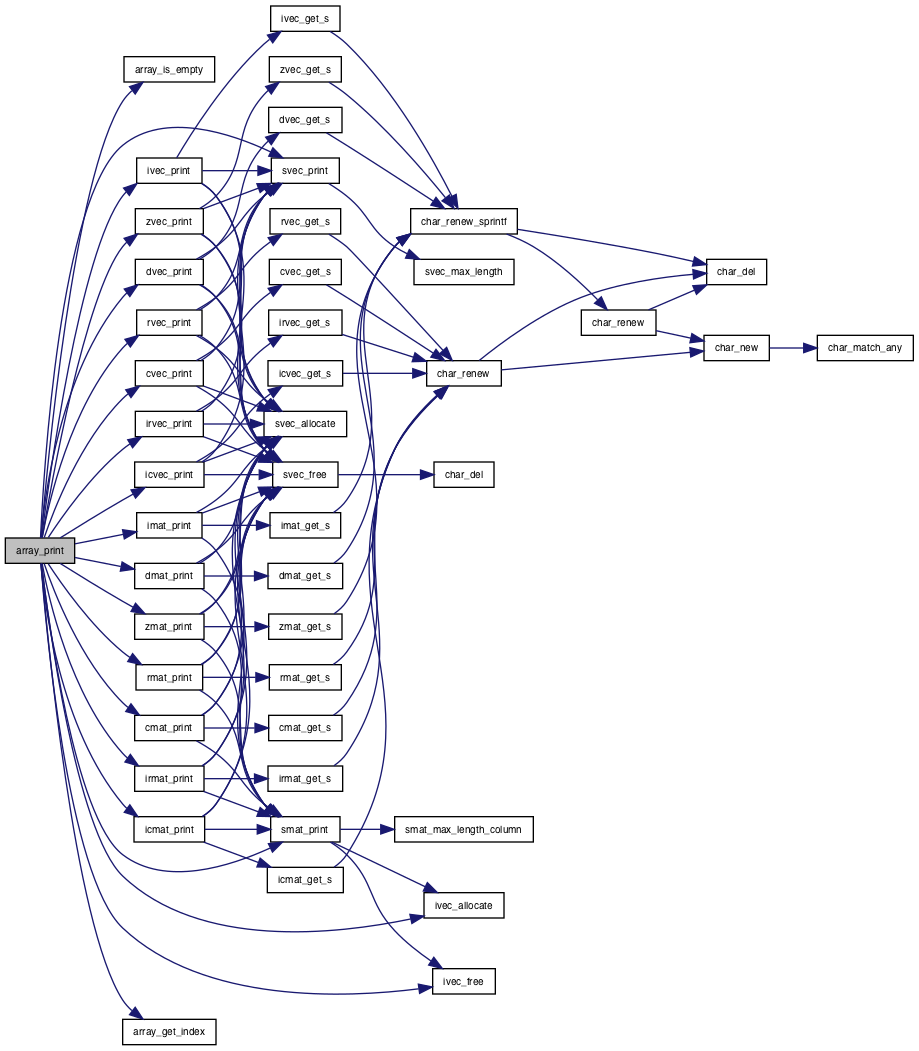 ivec_get_s
array_is_empty
zvec_get_s
dvec_get_s
ivec_print
svec_print
zvec_print
rvec_get_s
char_renew_sprintf
dvec_print
cvec_get_s
svec_max_length
char_del
rvec_print
irvec_get_s
char_renew
char_new
char_match_any
cvec_print
icvec_get_s
char_renew
irvec_print
svec_allocate
icvec_print
svec_free
char_del
imat_print
imat_get_s
array_print
dmat_print
dmat_get_s
zmat_print
zmat_get_s
rmat_print
rmat_get_s
cmat_print
cmat_get_s
irmat_print
irmat_get_s
icmat_print
smat_print
smat_max_length_column
icmat_get_s
ivec_allocate
ivec_free
array_get_index